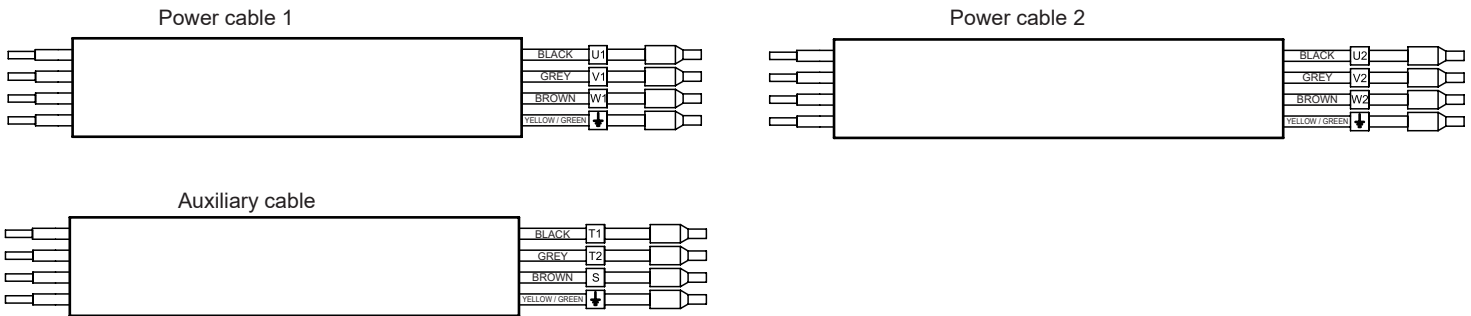 Power cable 1
BLACK U1
GREY V1
BROWN W1
YELLOW / GREEN
Power cable 2
BLACK U2
GREY V2
BROWN W2
YELLOW / GREEN
Auxiliary cable
BLACK T1
GREY T2
BROWN S
YELLOW / GREEN